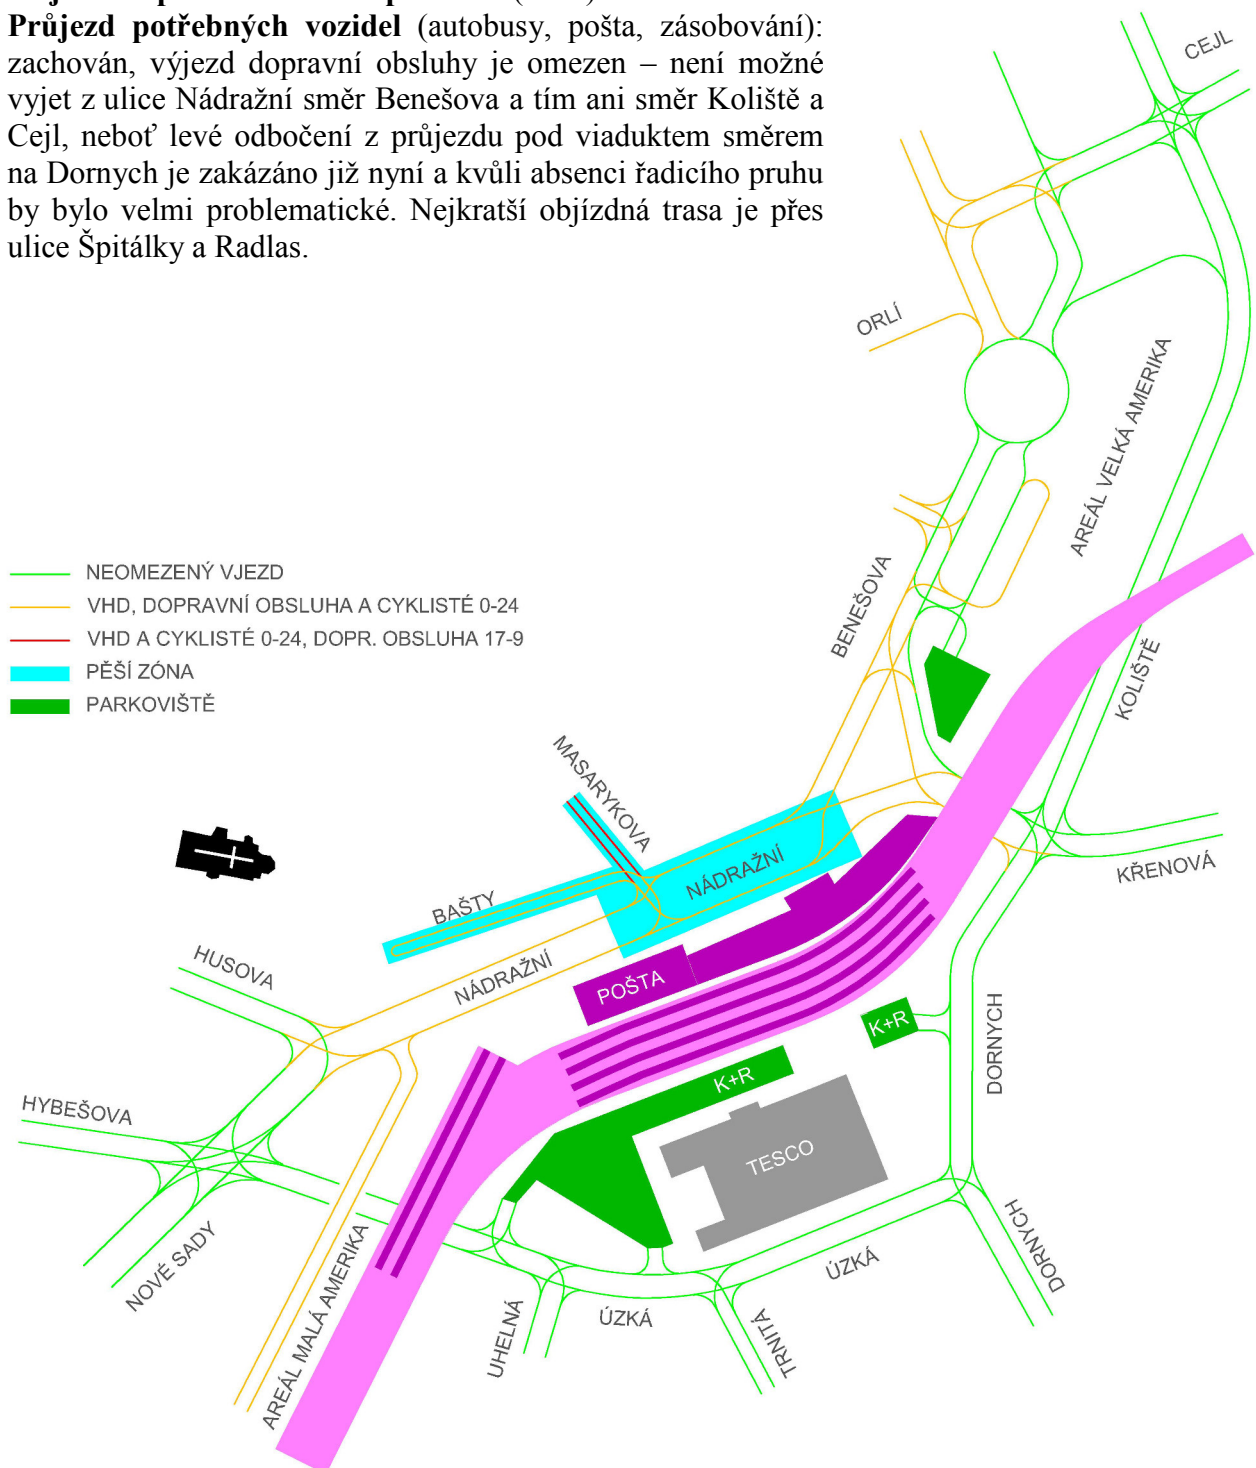 Průjezd potřebných vozidel (autobusy, pošta, zásobování):
zachován, výjezd dopravní obsluhy je omezen – není možné
vyjet z ulice Nádražní směr Benešova a tím ani směr Koliště a
Cejl, neboť levé odbočení z průjezdu pod viaduktem směrem
na Dornych je zakázáno již nyní a kvůli absenci řadicího pruhu
by bylo velmi problematické. Nejkratší objízdná trasa je přes
ulice Špitálky a Radlas.
CEJL
ORLÍ
AREÁL VELKÁ AMERIKA
NEOMEZENÝ VJEZD
VHD, DOPRAVNÍ OBSLUHA A CYKLISTÉ 0-24
VHD A CYKLISTÉ 0-24, DOPR. OBSLUHA 17-9
PĚŠÍ ZÓNA
PARKOVIŠTĚ
BENEŠOVA
KOLIŠTĚ
MASARYKOVA
NÁDRAŽNÍ
KŘENOVÁ
BAŠTY
HUSOVA
NÁDRAŽNÍ
POŠTA
K+R
DORNYCH
K+R
HYBEŠOVA
TESCO
NOVÉ SADY
AREÁL MALÁ AMERIKA
ÚZKÁ
DORNYCH
UHELNÁ
ÚZKÁ
TRNITÁ